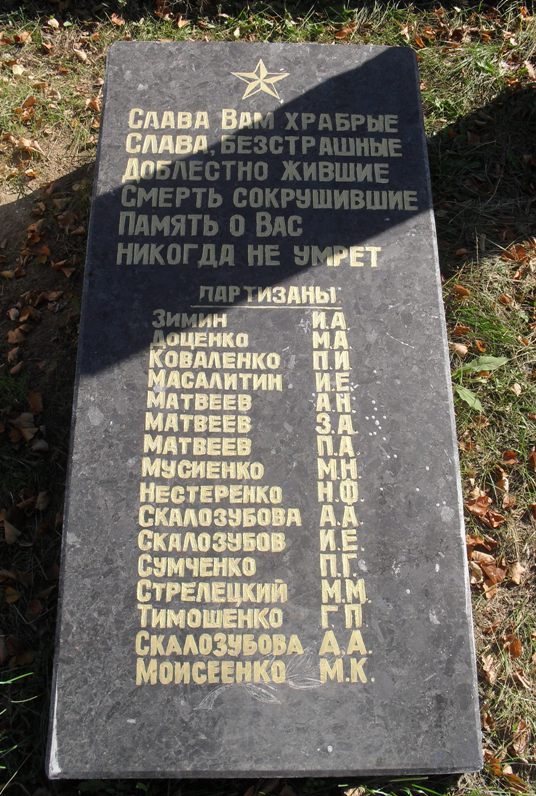 Слава Вам храбрые
Слава, безстрашные
Доблестно жившие
Смерть сокрушившие
Память о Вас
никогда не умрет
партизаны
Зимин И.А.
Доценко М.А
Коваленко П.И
Масалитин И.Е.
Матвеев А.Н.
Матвеев З.А.
Матвеев П.А.
Мусиенко М.Н.
Нестеренко Н.Ф.
Скалозубова А.А.
Скалозубов И.Е.
Сумченко П.Г.
Стрелецкий М.М.
Тимошенко Г.П.
Скалозубова А.А.
Моисеенко М.К.